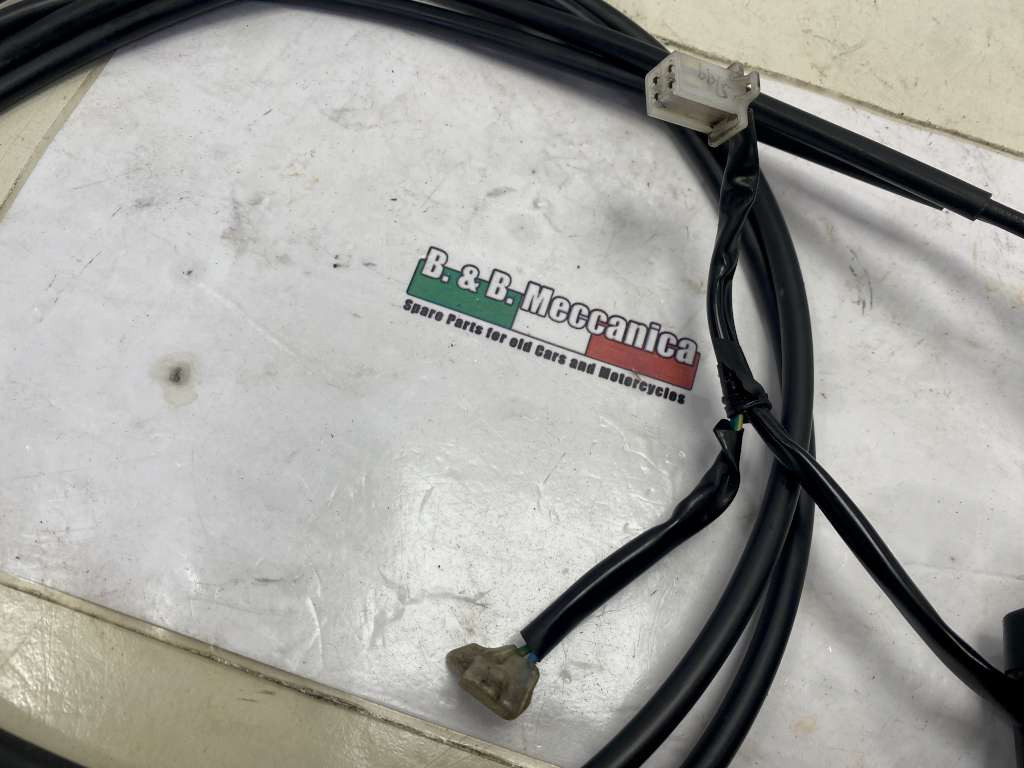 B. & B. Meccanica
Spare Parts for old Cars and Motorcycles